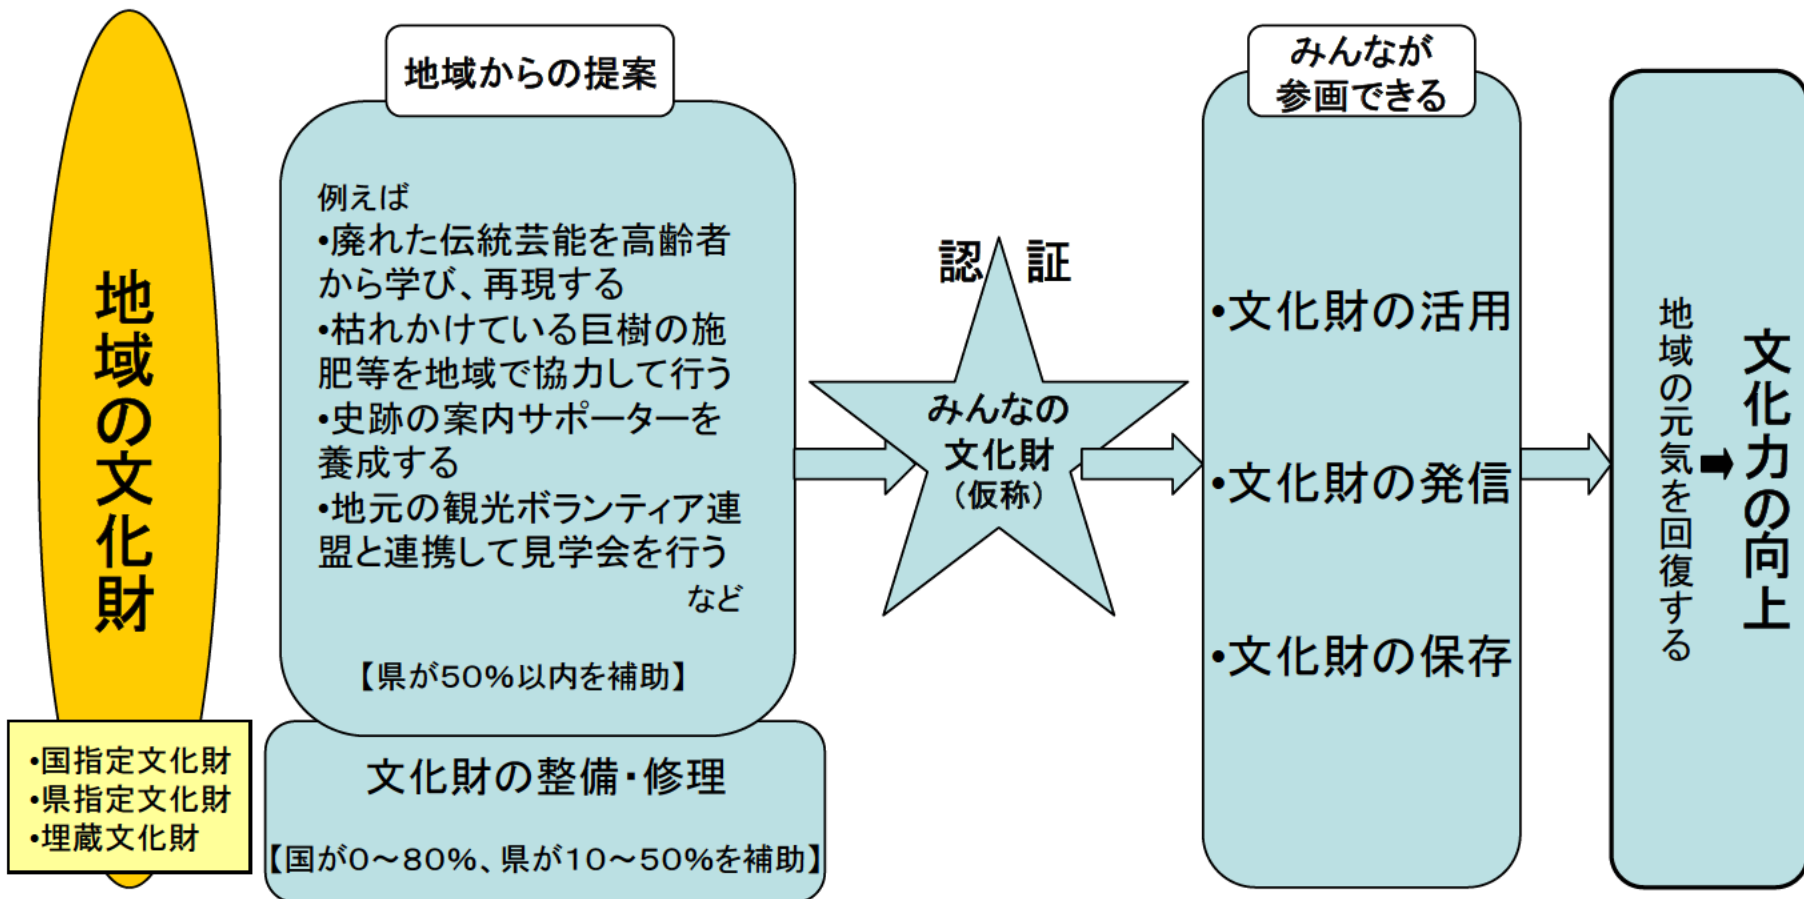 地域の文化財
•国指定文化財
•県指定文化財
•埋蔵文化財
地域からの提案
例えば
•廃れた伝統芸能を高齢者
から学び、再現する
•枯れかけている巨樹の施
肥等を地域で協力して行う
•史跡の案内サポーターを
養成する
•地元の観光ボランティア連
盟と連携して見学会を行う
など
【県が50%以内を補助】
文化財の整備・修理
【国が0～80%、県が10～50%を補助】
認 証
みんなの
文化財
（仮称）
みんなが
参画できる
•文化財の活用
•文化財の発信
•文化財の保存
地域の元気を回復する
文化力の向上